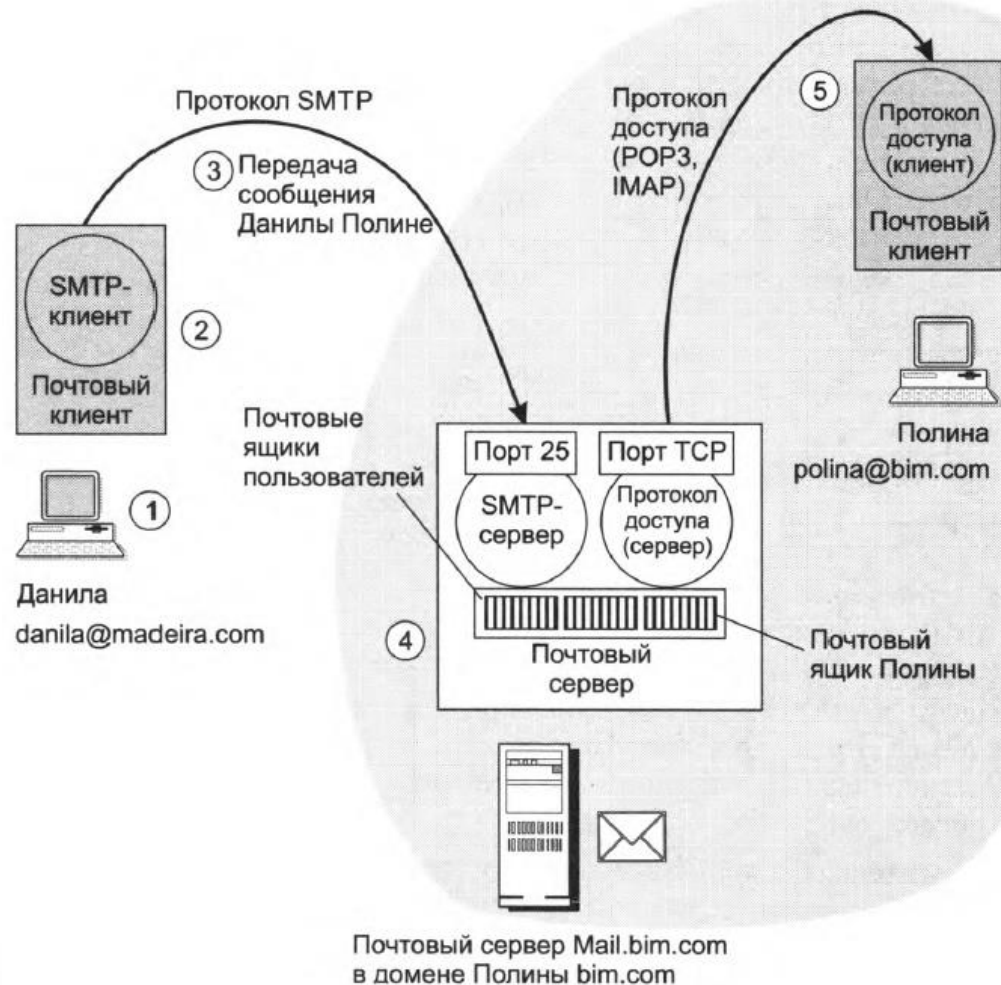 Протокол SMTP
3
Передача
сообщения
Данилы Полине
SMTP-
клиент
Почтовый
клиент
2
1
Данила
danila@madeira.com
Протокол
доступа
(POP3,
IMAP)
5
Протокол
доступа
(клиент)
Почтовый
клиент
Полина
polina@bim.com
Почтовые
ящики
пользователей
Порт 25
Порт TCP
SMTP-
сервер
Протокол
доступа
(сервер)
4
Почтовый
сервер
Почтовый
ящик Полины
Почтовый сервер Mail.bim.com
в домене Полины bim.com